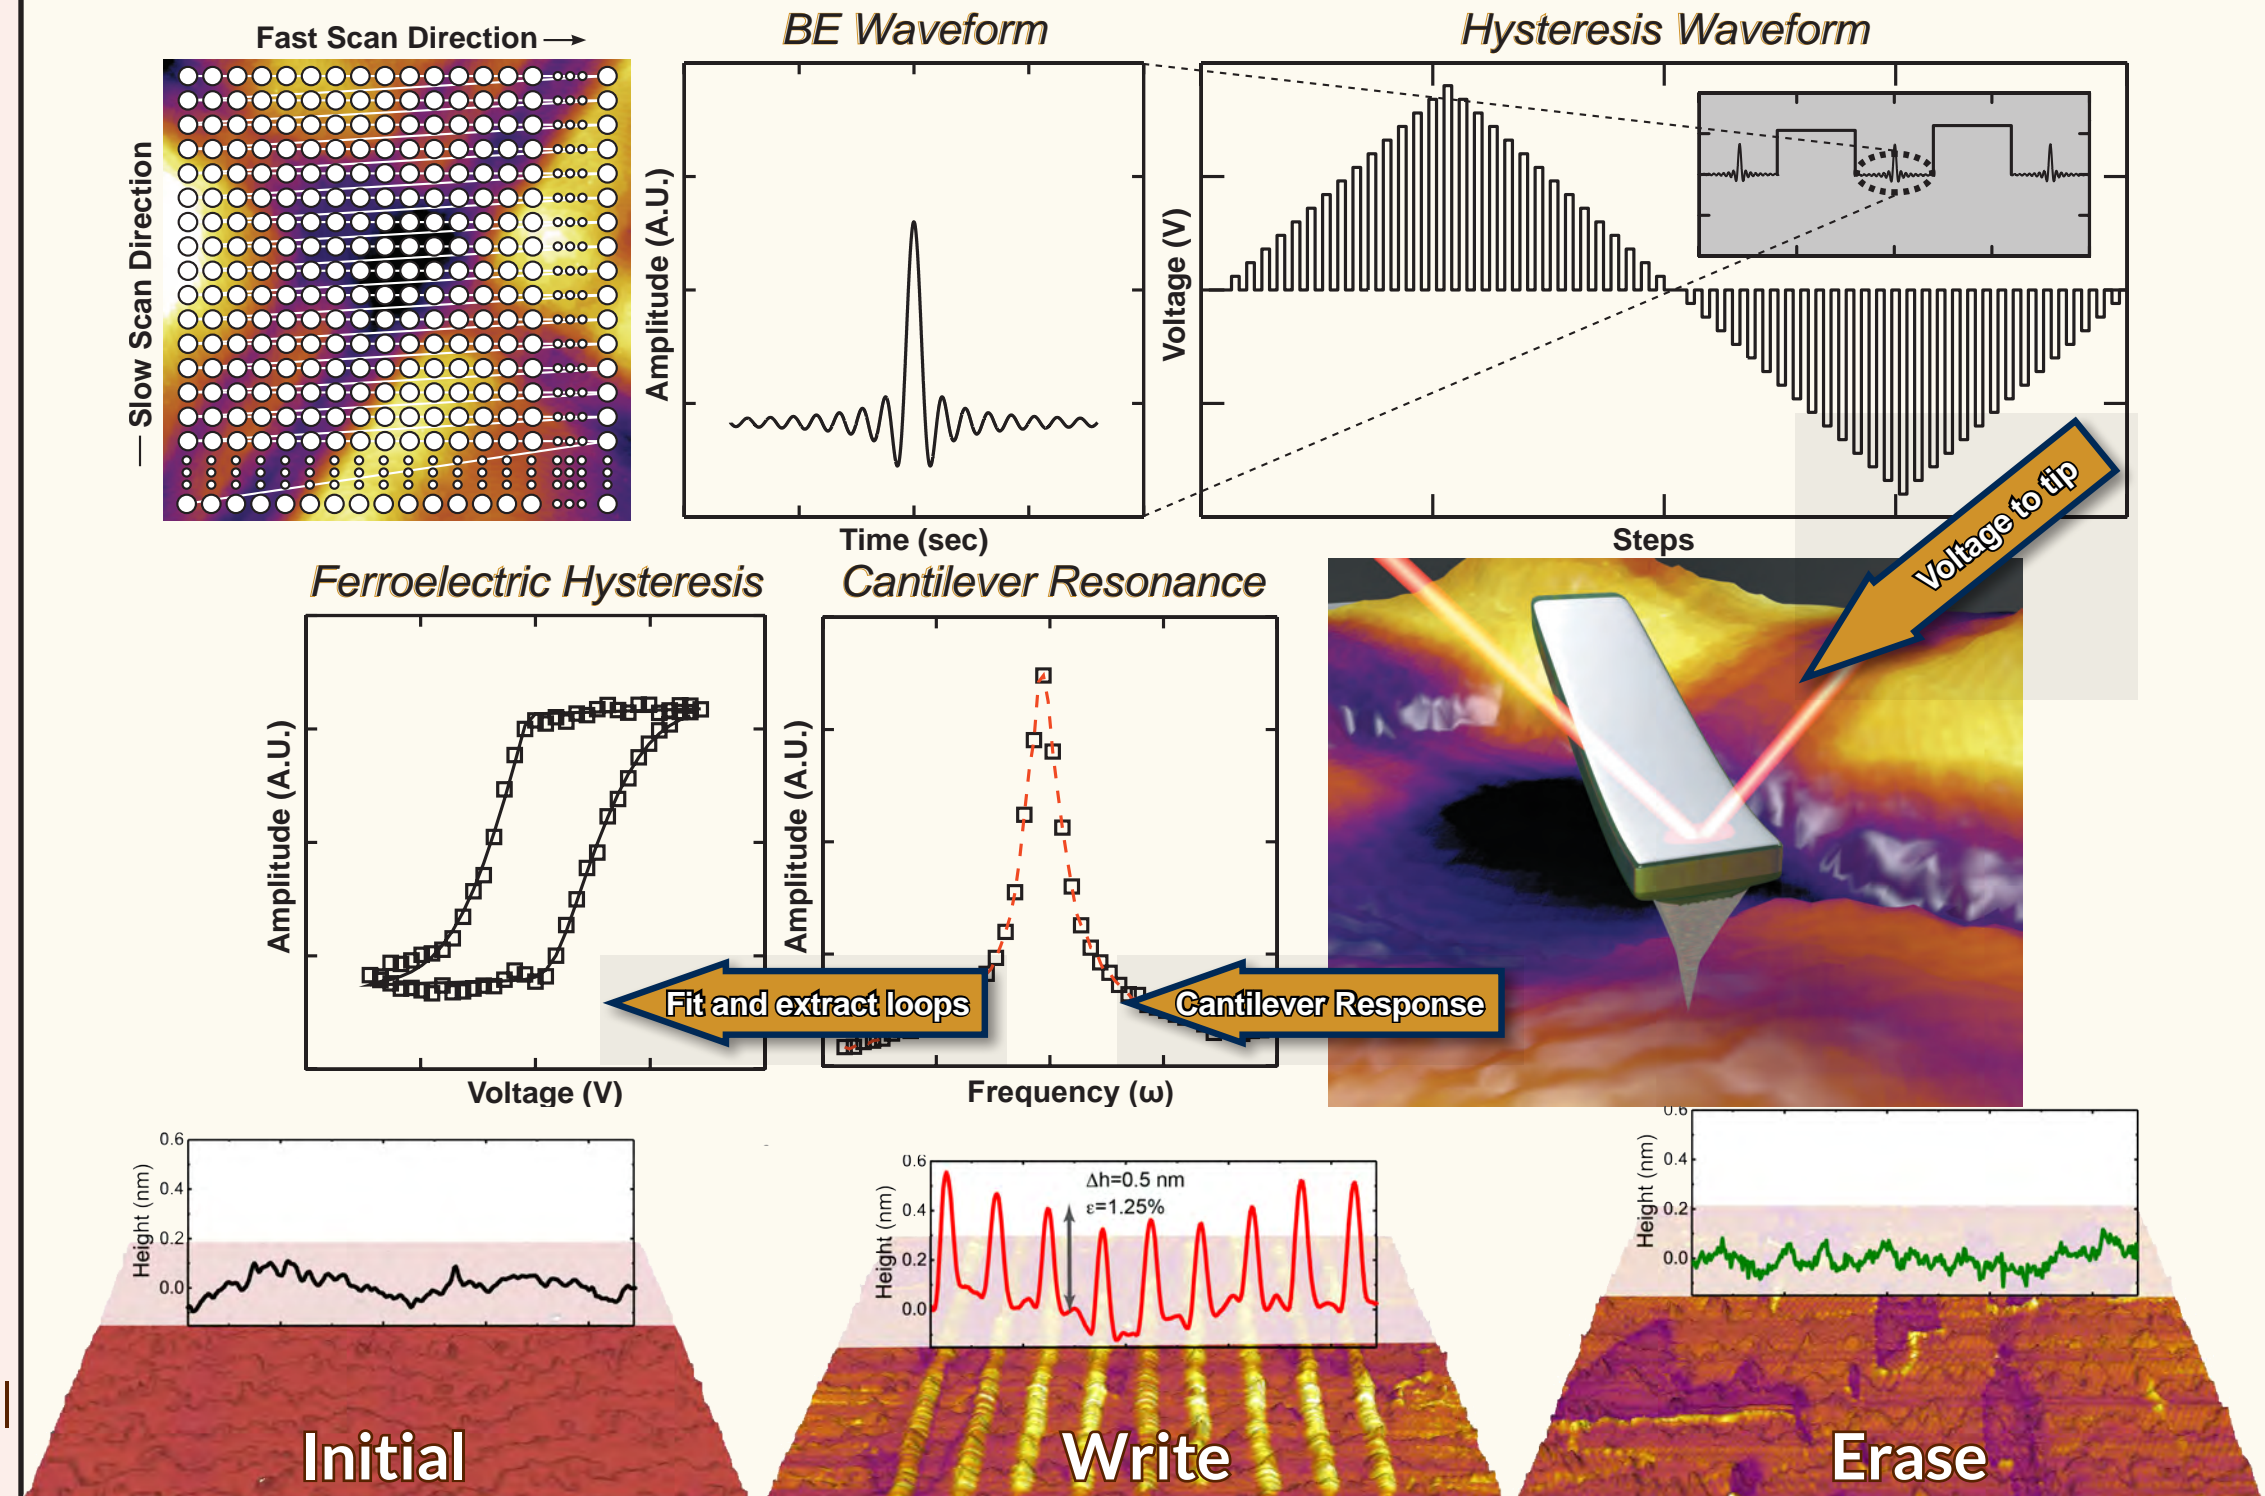 Fast Scan Direction
Slow Scan Direction
BE Waveform
Amplitude (A.U.)
Time (sec)
Hysteresis Waveform
Voltage (V)
Steps
Voltage to tip
Ferroelectric Hysteresis
Amplitude (A.U.)
Voltage (V)
Cantilever Resonance
Amplitude (A.U.)
Frequency (ω)
Fit and extract loops
Cantilever Response
Height (nm)
0.6
0.4
0.2
0.0
Initial
Height (nm)
0.6
0.4
0.2
0.0
Δh=0.5 nm
ε=1.25%
Write
Height (nm)
0.6
0.4
0.2
0.0
Erase